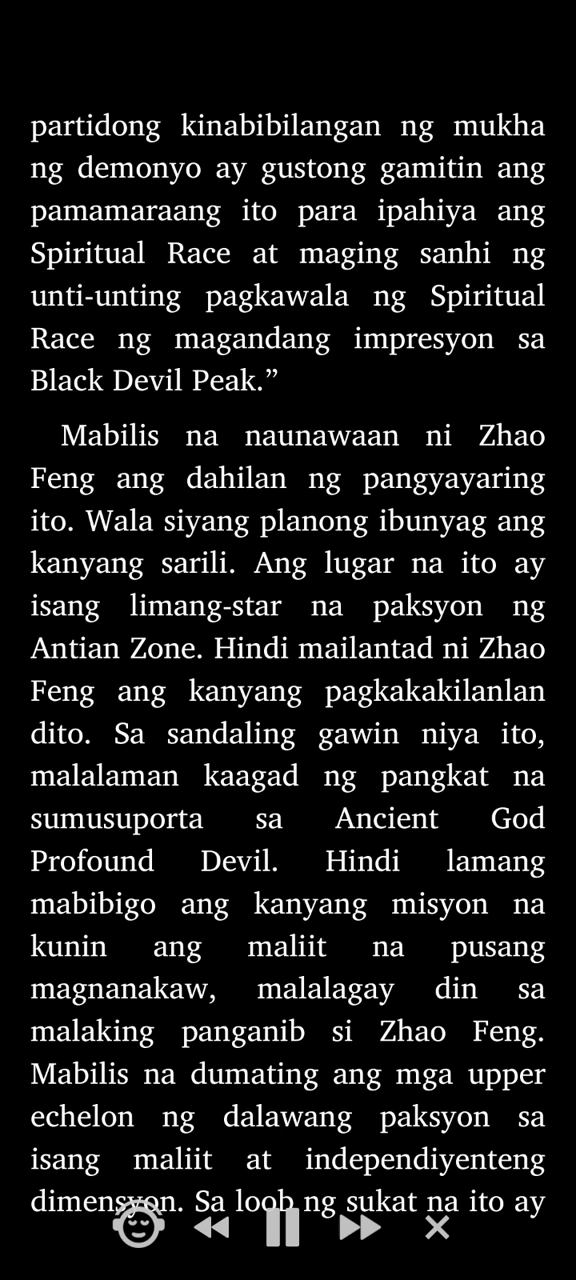 partidong kinabibilangan ng mukha
ng demonyo ay gustong gamitin ang
pamamaraang ito para ipahiya ang
Spiritual Race at maging sanhi ng
unti-unting pagkawala ng Spiritual
Race ng magandang impresyon sa
Black Devil Peak.”
Mabilis na naunawaan ni Zhao
Feng ang dahilan ng pangyayaring
ito. Wala siyang planong ibunyag ang
kanyang sarili. Ang lugar na ito ay
isang limang-star na paksyon ng
Antian Zone. Hindi mailantad ni Zhao
Feng ang kanyang pagkakakilanlan
dito. Sa sandaling gawin niya ito,
malalaman kaagad ng pangkat na
sumusuporta sa Ancient God
Profound Devil. Hindi lamang
mabibigo ang kanyang misyon na
kunin ang maliit na pusang
magnanakaw, malalagay din sa
malaking panganib si Zhao Feng.
Mabilis na dumating ang mga upper
echelon ng dalawang paksyon sa
isang maliit at independiyenteng
dimensyon. Sa loob ng sukat na ito ay